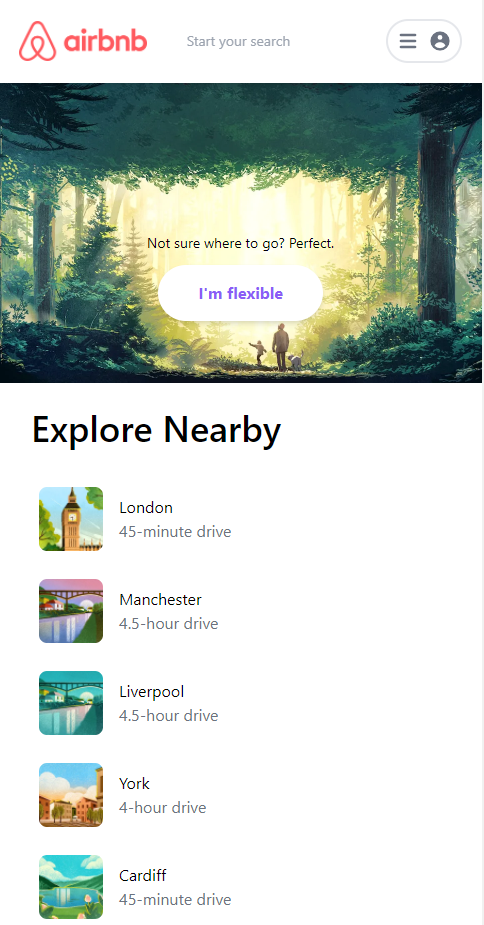 airbnb
Start your search
Not sure where to go? Perfect.
I'm flexible
Explore Nearby
London
45-minute drive
Manchester
4.5-hour drive
Liverpool
4.5-hour drive
York
4-hour drive
Cardiff
45-minute drive